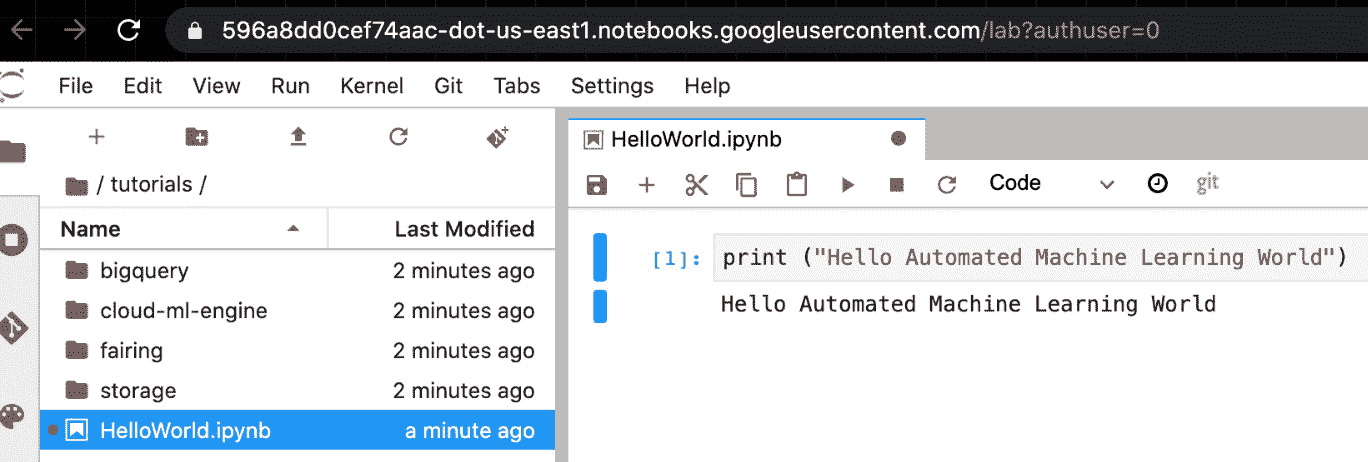 596a8dd0cef74aac-dot-us-east1.notebooks.googleusercontent.com/lab?authuser=0
File Edit View Run Kernel Git Tabs Settings Help
HelloWorld.ipynb
/ tutorials /
Code
git
Name Last Modified
bigquery 2 minutes ago
cloud-ml-engine 2 minutes ago
fairing 2 minutes ago
storage 2 minutes ago
HelloWorld.ipynb a minute ago
[1]: print ("Hello Automated Machine Learning World")
Hello Automated Machine Learning World